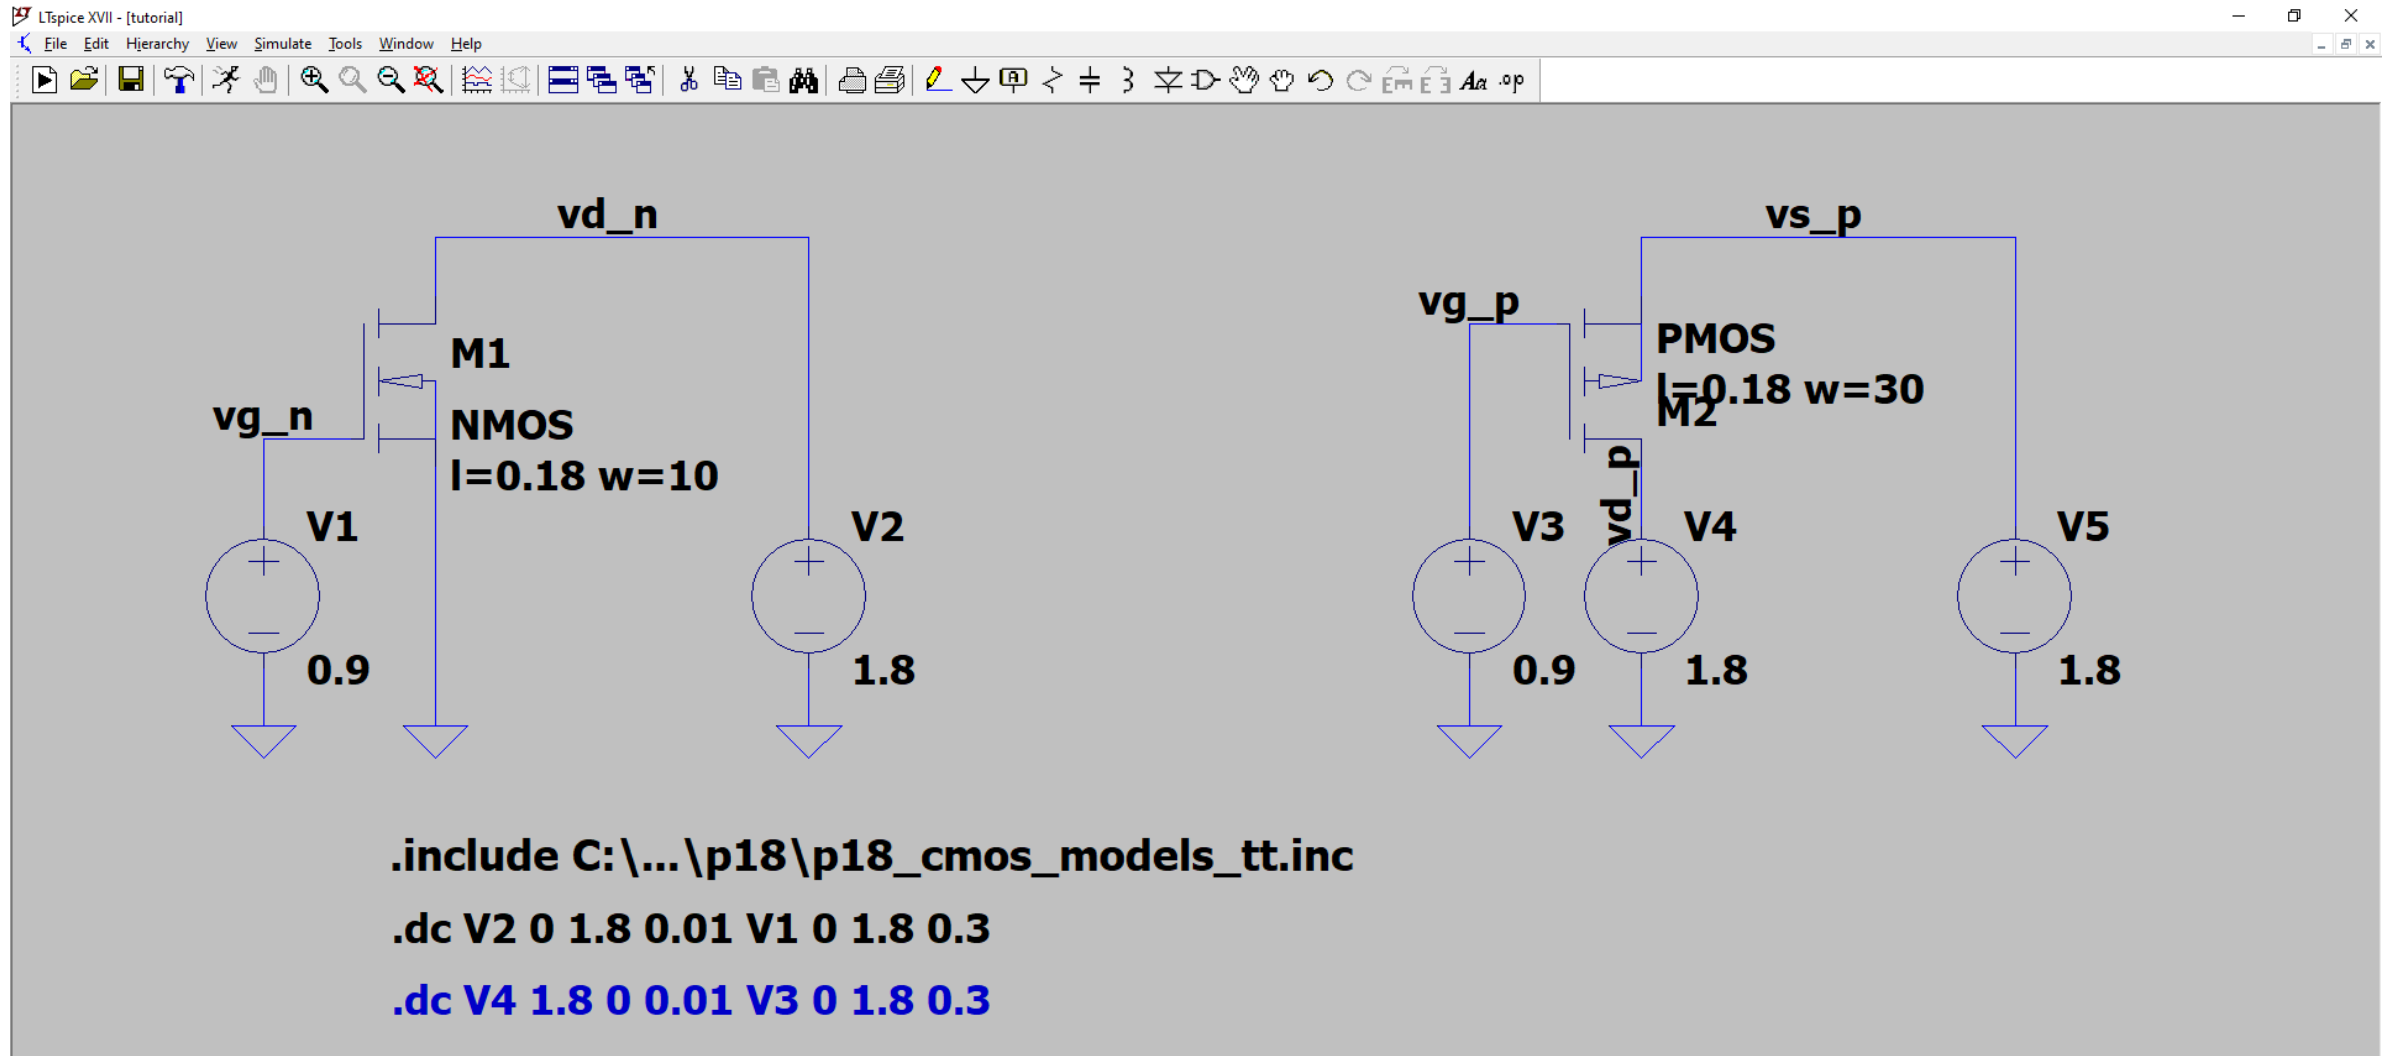 LTspice XVII - [tutorial]
File Edit Hierarchy View Simulate Tools Window Help
A
Aa .op
vd_n
vs_p
vg_p
M1
PMOS
l=0.18 w=30
M2
vg_n
NMOS
l=0.18 w=10
vd_p
V1
V2
V3
V4
V5
0.9
1.8
0.9
1.8
1.8
.include C:\...\p18\p18_cmos_models_tt.inc
.dc V2 0 1.8 0.01 V1 0 1.8 0.3
.dc V4 1.8 0 0.01 V3 0 1.8 0.3